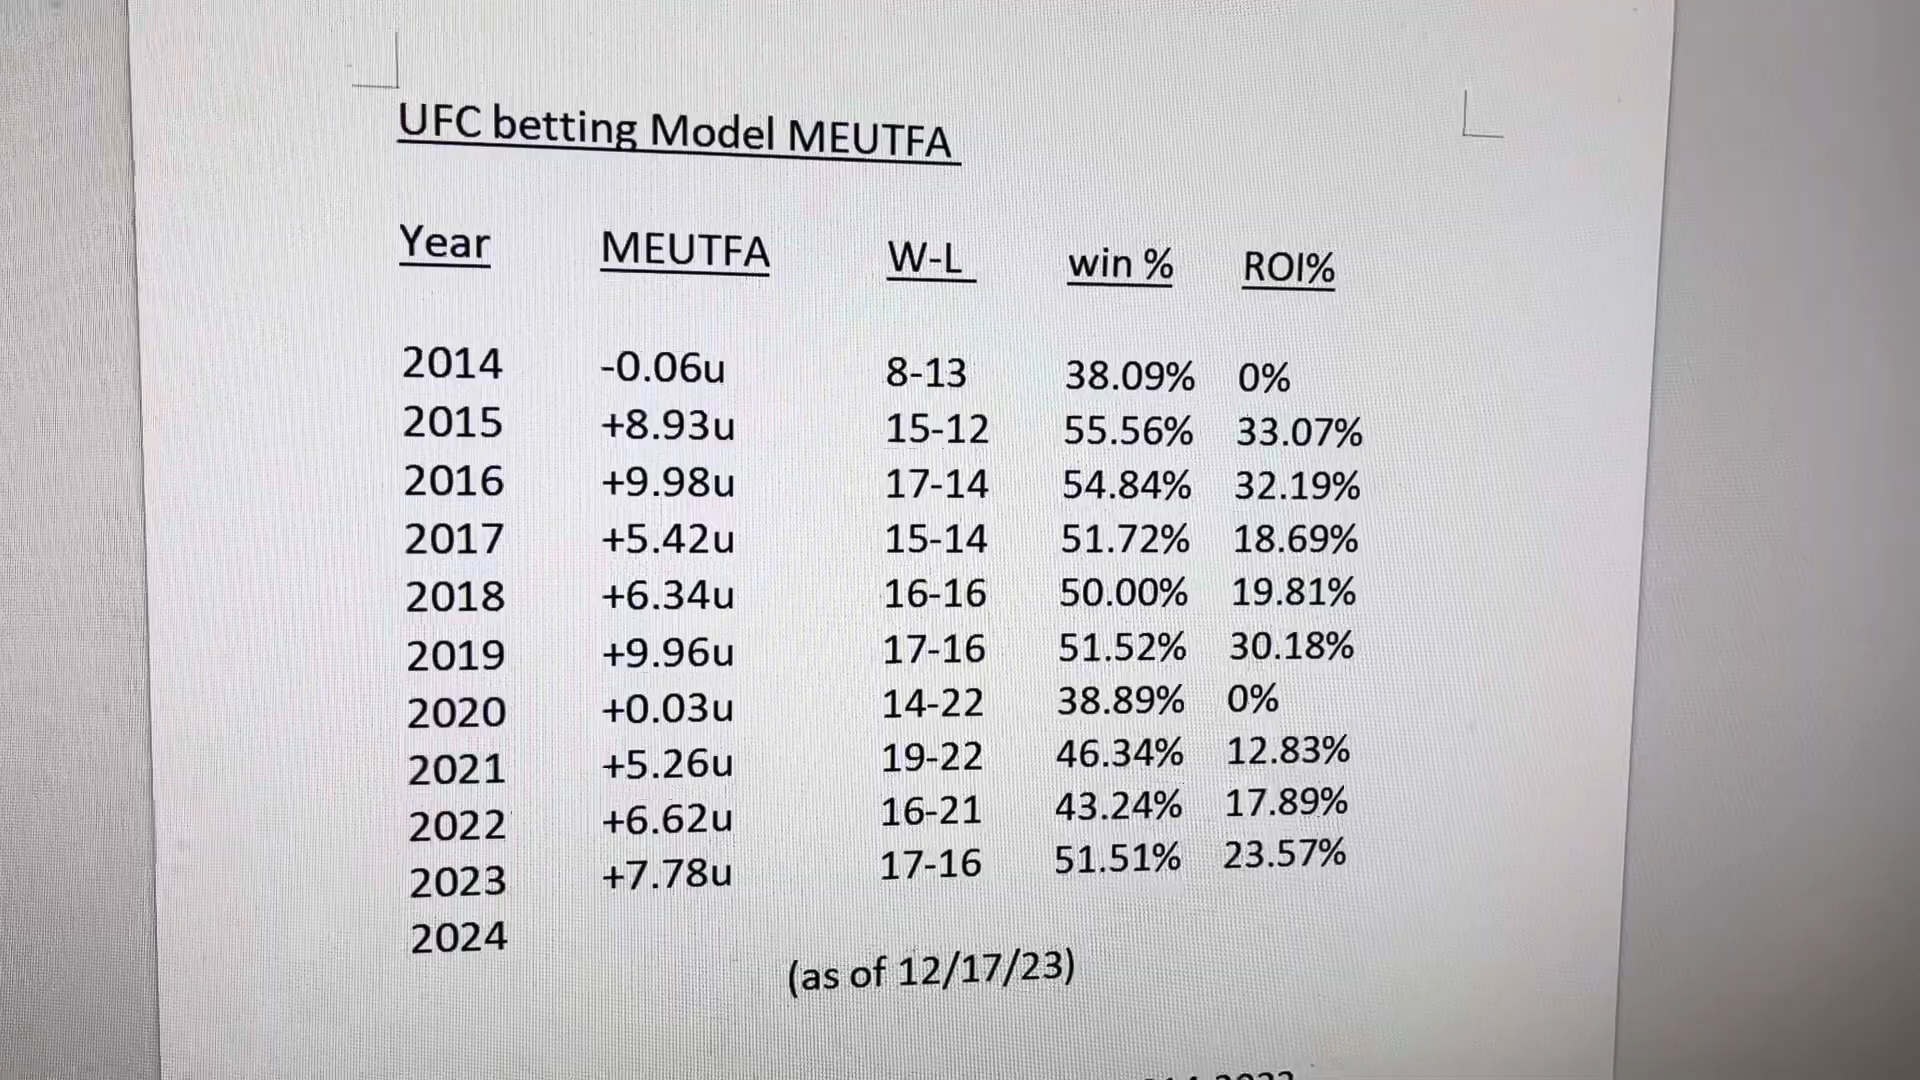 UFC betting Model MEUTFA
Year MEUTFA W-L win % ROI%
2014 -0.06u 8-13 38.09% 0%
2015 +8.93u 15-12 55.56% 33.07%
2016 +9.98u 17-14 54.84% 32.19%
2017 +5.42u 15-14 51.72% 18.69%
2018 +6.34u 16-16 50.00% 19.81%
2019 +9.96u 17-16 51.52% 30.18%
2020 +0.03u 14-22 38.89% 0%
2021 +5.26u 19-22 46.34% 12.83%
2022 +6.62u 16-21 43.24% 17.89%
2023 +7.78u 17-16 51.51% 23.57%
2024
(as of 12/17/23)